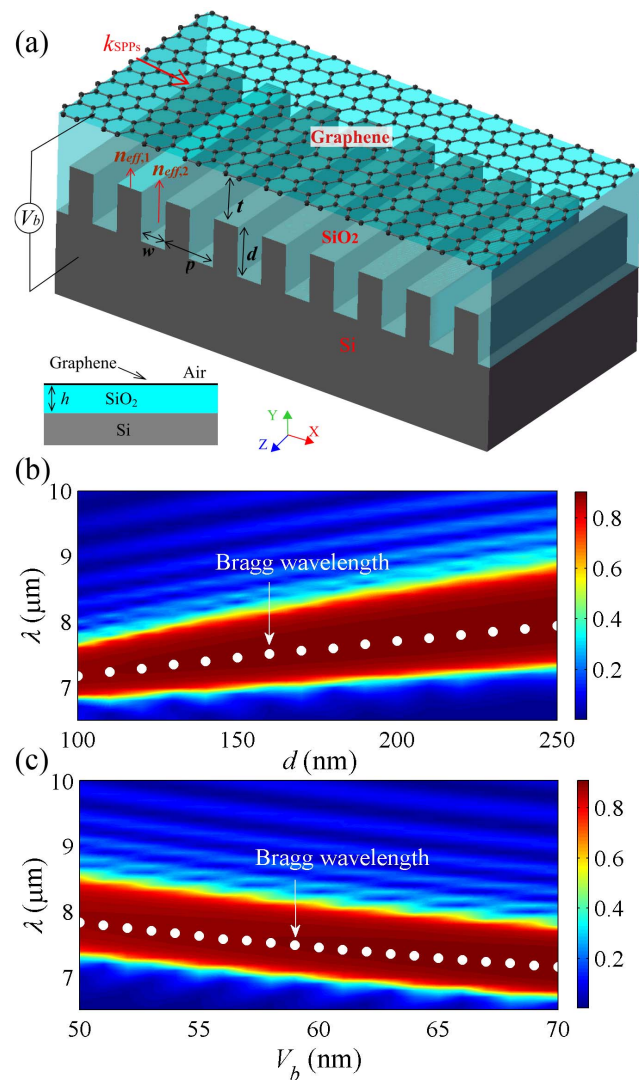 (a)
kSPPs
Graphene
neff,1
neff,2
Vb
t
SiO2
w
p
d
Si
Graphene
Air
h
SiO2
Si
Y
Z
X
(b)
10
9
8
7
λ (μm)
Bragg wavelength
100
150
200
250
d (nm)
0.8
0.6
0.4
0.2
(c)
10
9
8
7
λ (μm)
Bragg wavelength
50
55
60
65
70
Vb (nm)
0.8
0.6
0.4
0.2